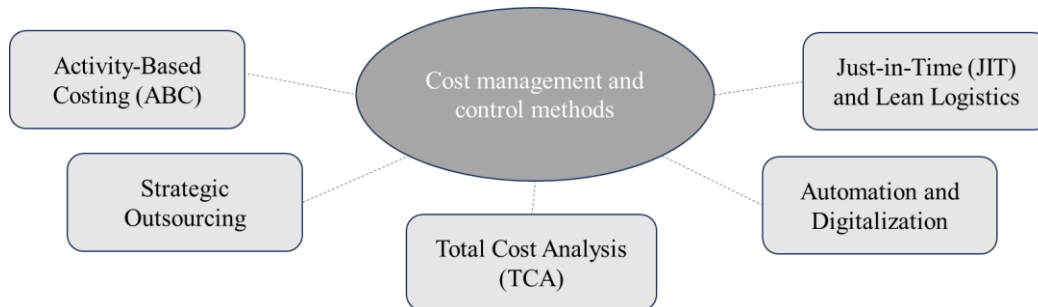 Cost management and
control methods
Activity-Based
Costing (ABC)
Strategic
Outsourcing
Total Cost Analysis
(TCA)
Automation and
Digitalization
Just-in-Time (JIT)
and Lean Logistics